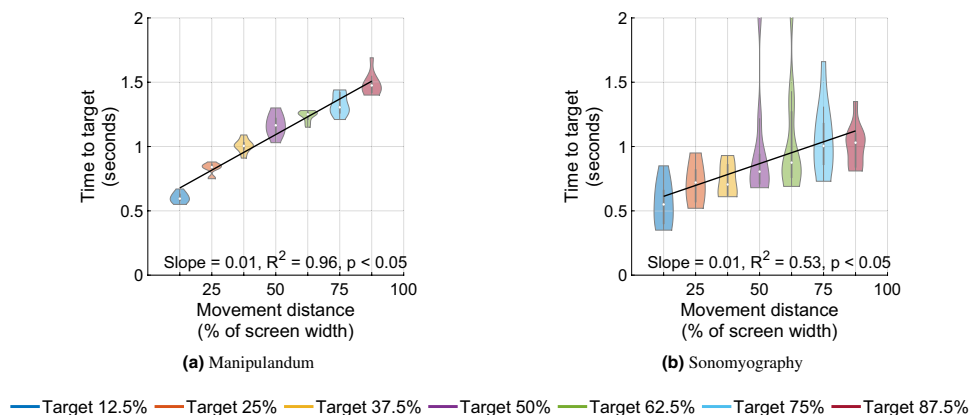 2
1.5
1
0.5
0
Time to target
(seconds)
Slope = 0.01, R² = 0.96, p < 0.05
25 50 75 100
Movement distance
(% of screen width)
(a) Manipulandum
2
1.5
1
0.5
0
Time to target
(seconds)
Slope = 0.01, R² = 0.53, p < 0.05
25 50 75 100
Movement distance
(% of screen width)
(b) Sonomyography
Target 12.5% Target 25% Target 37.5% Target 50% Target 62.5% Target 75% Target 87.5%